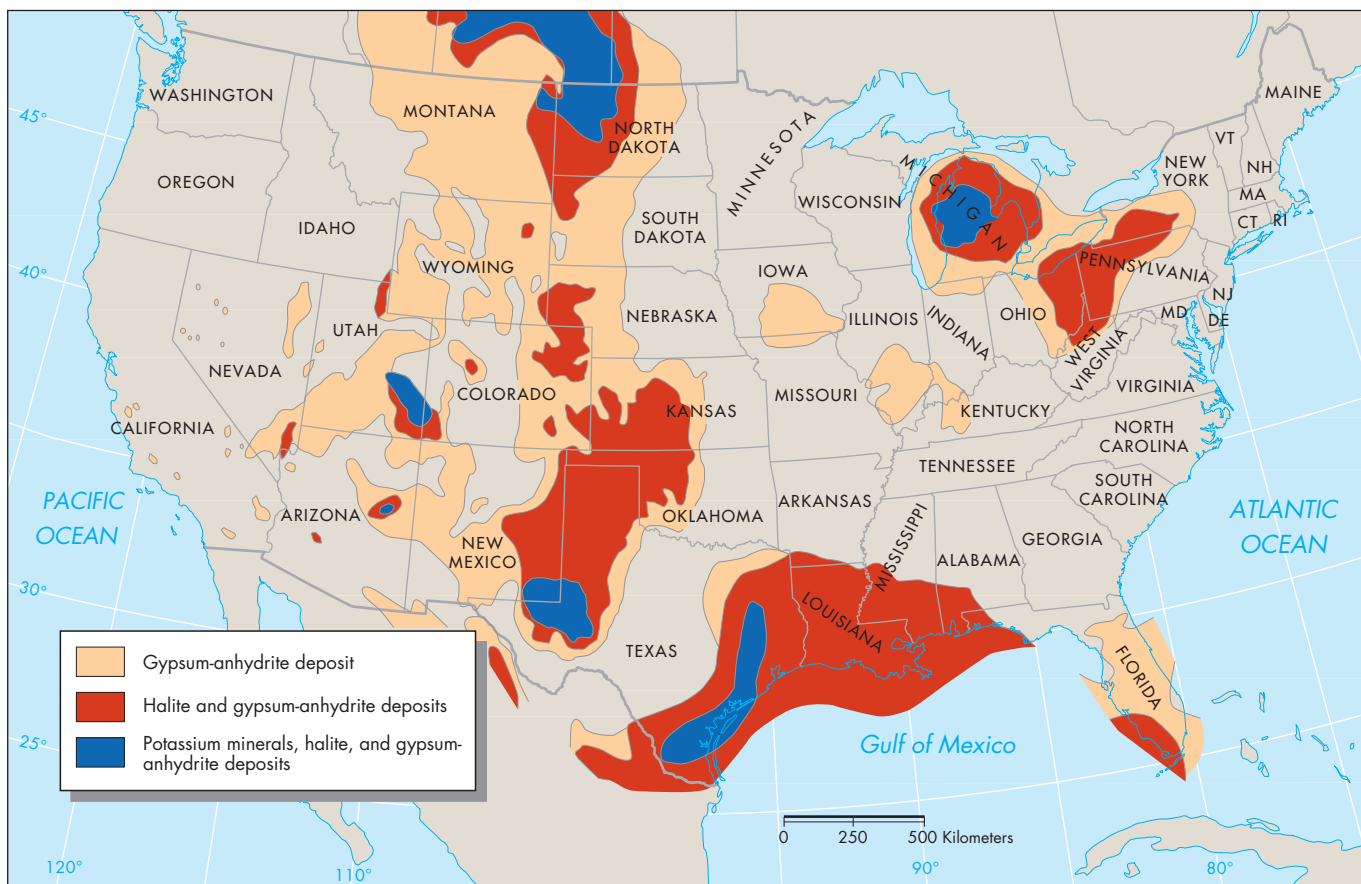 WASHINGTON
MONTANA
NORTH
DAKOTA
MINNESOTA
MAINE
VT
NH
NEW
YORK
MA
CT
RI
OREGON
IDAHO
WYOMING
SOUTH
DAKOTA
WISCONSIN
MICHIGAN
IOWA
NEBRASKA
ILLINOIS
INDIANA
OHIO
PENNSYLVANIA
NJ
MD
DE
WEST
VIRGINIA
VIRGINIA
NEVADA
UTAH
COLORADO
KANSAS
MISSOURI
KENTUCKY
CALIFORNIA
NORTH
CAROLINA
TENNESSEE
SOUTH
CAROLINA
ARIZONA
NEW
MEXICO
OKLAHOMA
ARKANSAS
MISSISSIPPI
ALABAMA
GEORGIA
TEXAS
LOUISIANA
FLORIDA
PACIFIC
OCEAN
ATLANTIC
OCEAN
Gulf of Mexico
45°
40°
35°
30°
25°
120°
110°
90°
80°
Gypsum-anhydrite deposit
Halite and gypsum-anhydrite deposits
Potassium minerals, halite, and gypsum-
anhydrite deposits
0 250 500 Kilometers